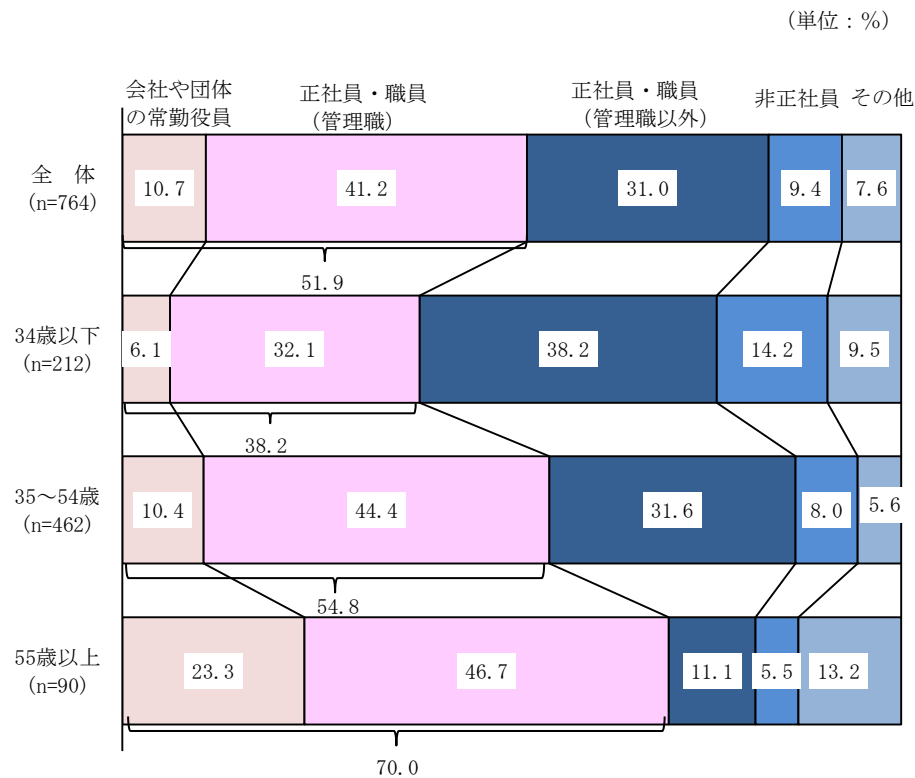 （単位：％）
会社や団体
の常勤役員
正社員・職員
（管理職）
正社員・職員
（管理職以外）
非正社員
その他
全　体
(n=764)
10.7
41.2
31.0
9.4
7.6
51.9
34歳以下
(n=212)
6.1
32.1
38.2
14.2
9.5
38.2
35～54歳
(n=462)
10.4
44.4
31.6
8.0
5.6
54.8
55歳以上
(n=90)
23.3
46.7
11.1
5.5
13.2
70.0